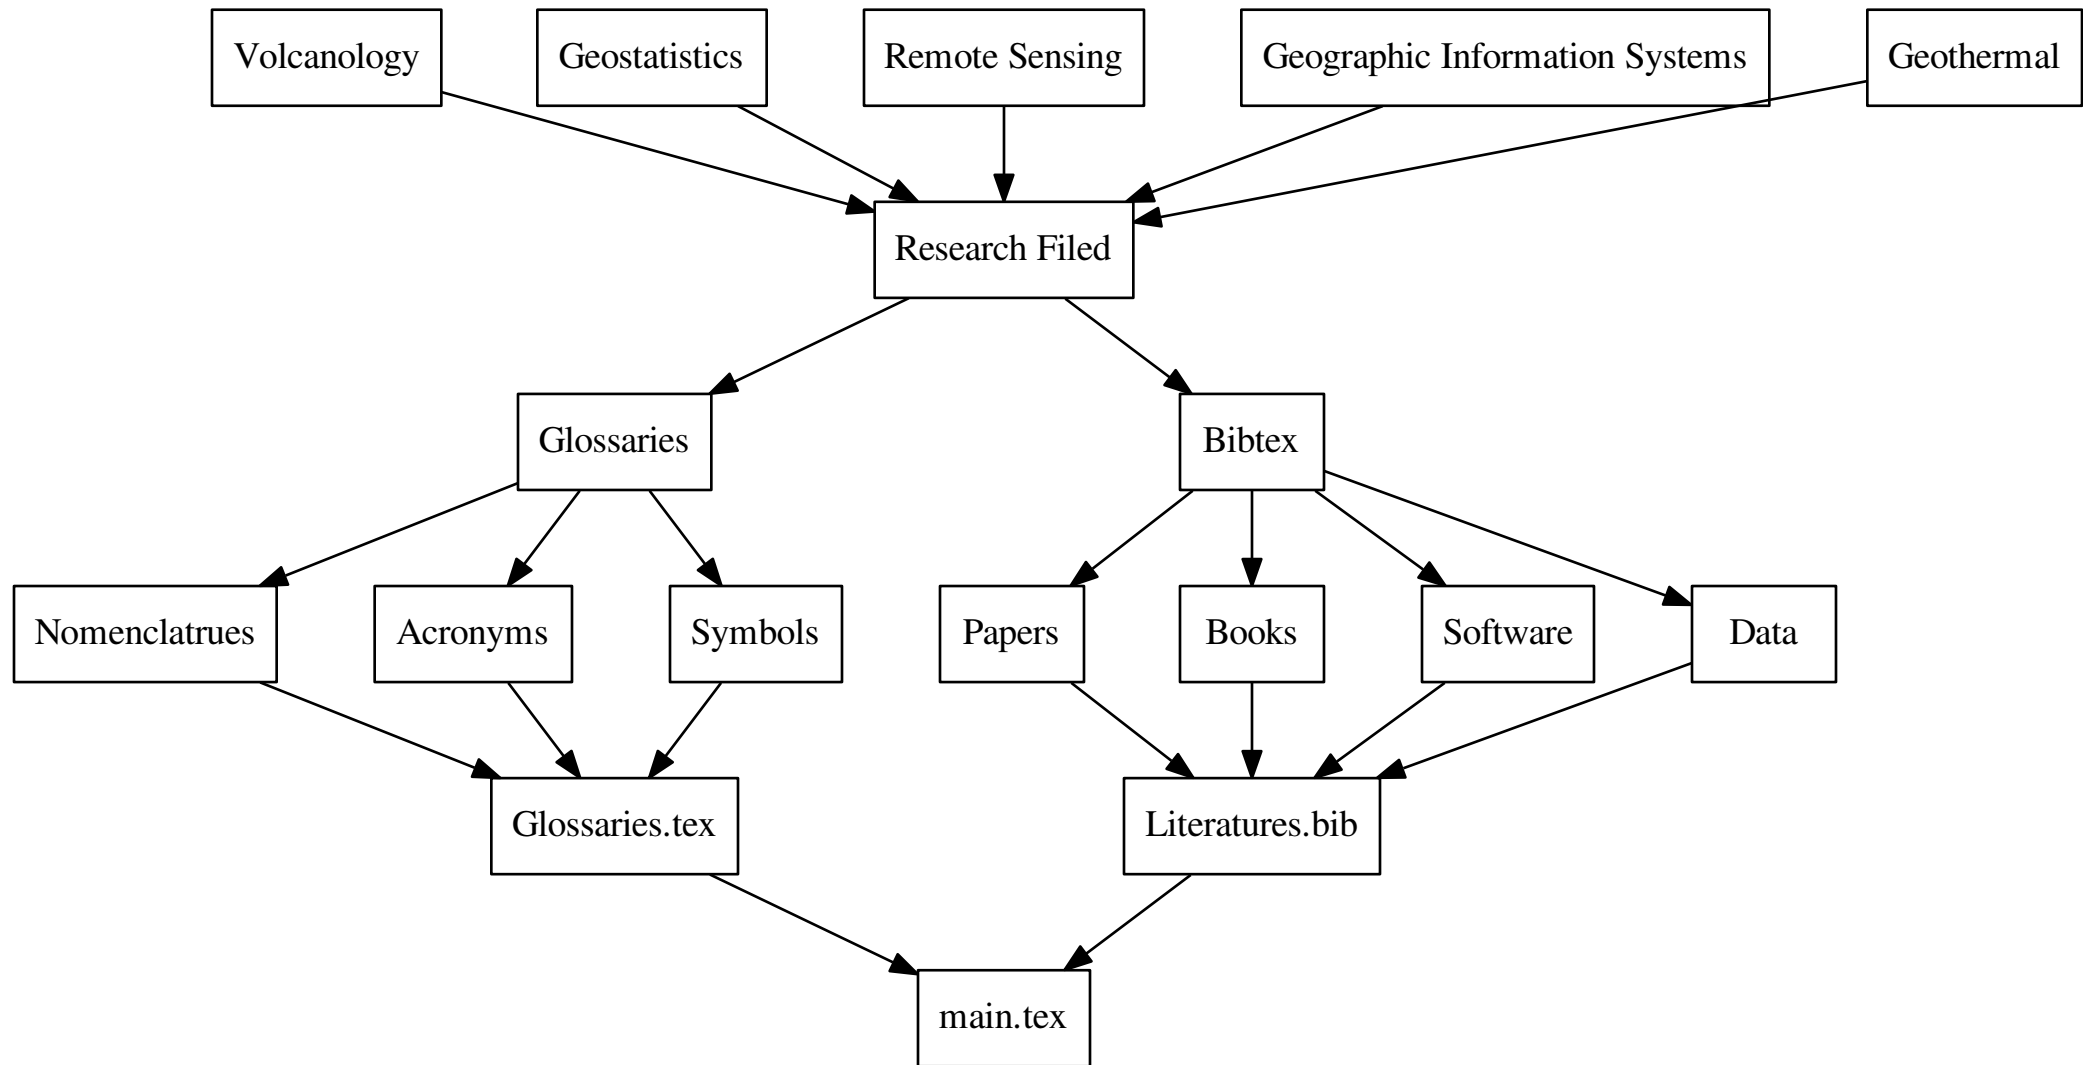 Volcanology
Geostatistics
Remote Sensing
Geographic Information Systems
Geothermal
Research Filed
Glossaries
Bibtex
Nomenclatrues
Acronyms
Symbols
Papers
Books
Software
Data
Glossaries.tex
Literatures.bib
main.tex